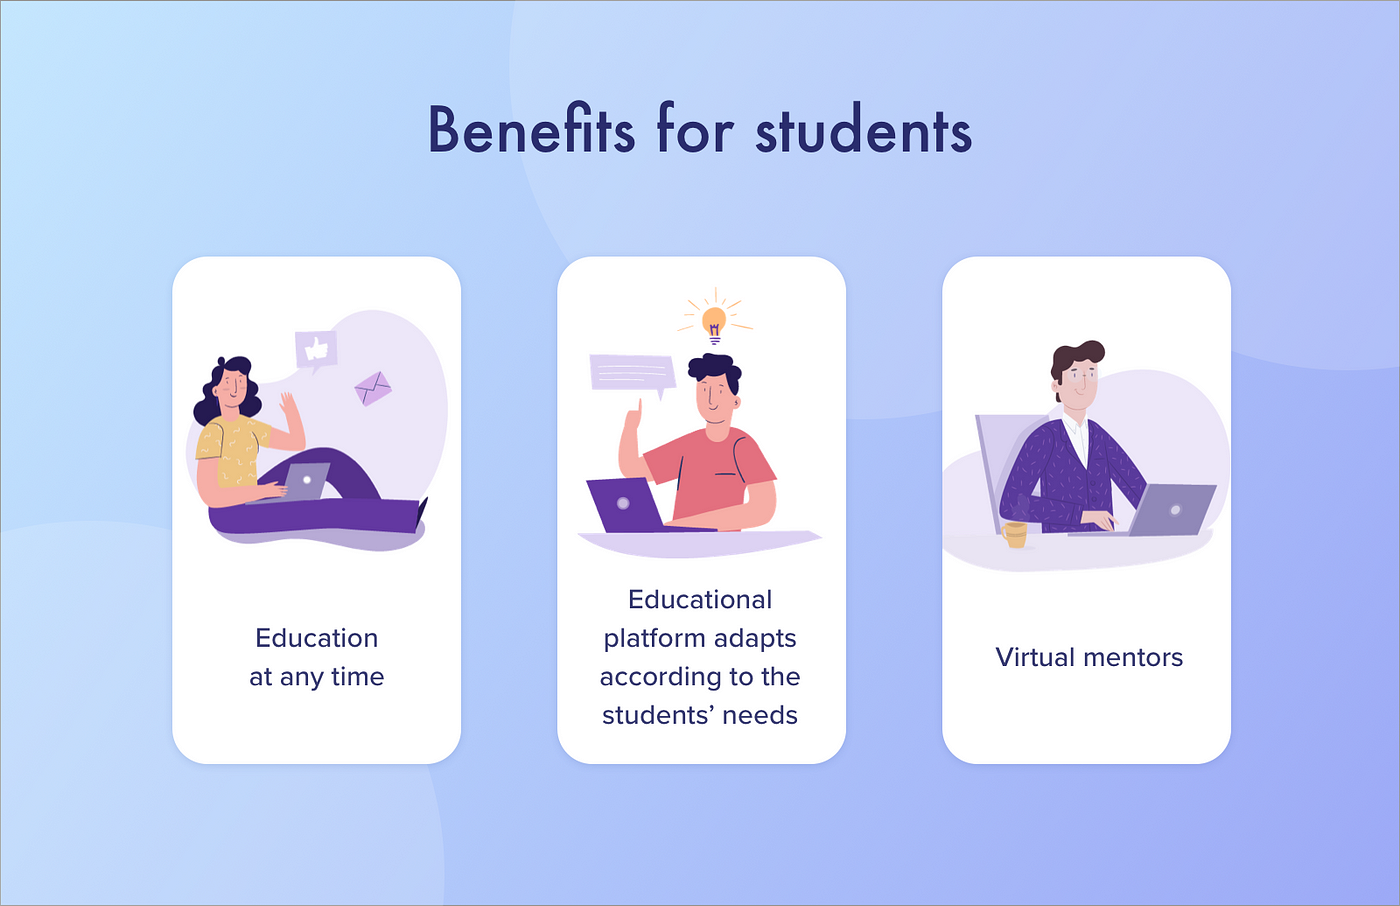 Benefits for students
Education
at any time
Educational
platform adapts
according to the
students’ needs
Virtual mentors